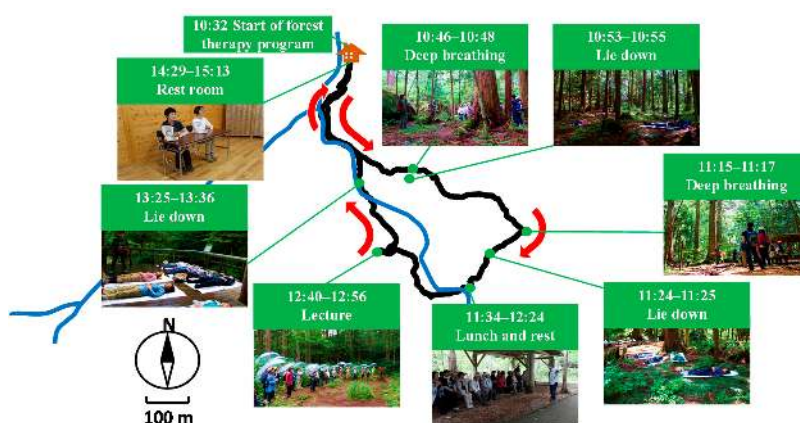 10:32 Start of forest
therapy program
10:46–10:48
Deep breathing
10:53–10:55
Lie down
14:29–15:13
Rest room
11:15–11:17
Deep breathing
13:25–13:36
Lie down
12:40–12:56
Lecture
11:34–12:24
Lunch and rest
11:24–11:25
Lie down
N
100 m